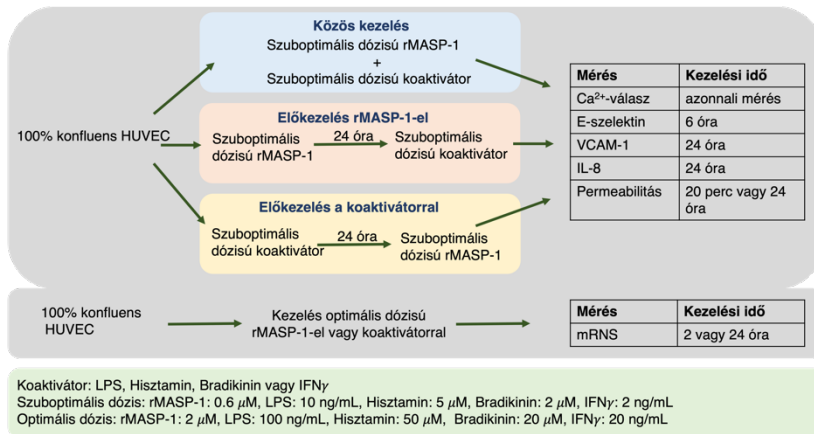 Közös kezelés
Szuboptimális dózisú rMASP-1
+
Szuboptimális dózisú koaktivátor
100% konfluens HUVEC
Előkezelés rMASP-1-el
Szuboptimális
dózisú rMASP-1
24 óra
Szuboptimális
dózisú koaktivátor
Előkezelés a koaktivátorral
Szuboptimális
dózisú koaktivátor
24 óra
Szuboptimális
dózisú rMASP-1
Mérés Kezelési idő
Ca²⁺-válasz azonnali mérés
E-szelektin 6 óra
VCAM-1 24 óra
IL-8 24 óra
Permeabilitás 20 perc vagy 24
óra
100% konfluens
HUVEC
Kezelés optimális dózisú
rMASP-1-el vagy koaktivátorral
Mérés Kezelési idő
mRNS 2 vagy 24 óra
Koaktivátor: LPS, Hisztamin, Bradikinin vagy IFNγ
Szuboptimális dózis: rMASP-1: 0.6 μM, LPS: 10 ng/mL, Hisztamin: 5 μM, Bradikinin: 2 μM, IFNγ: 2 ng/mL
Optimális dózis: rMASP-1: 2 μM, LPS: 100 ng/mL, Hisztamin: 50 μM, Bradikinin: 20 μM, IFNγ: 20 ng/mL